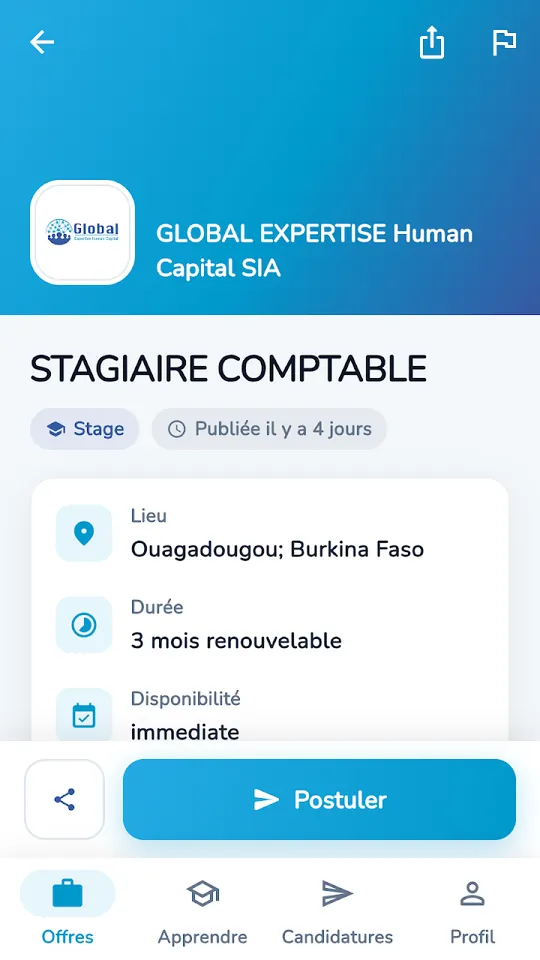 Global
GLOBAL EXPERTISE Human
Capital SIA
STAGIAIRE COMPTABLE
Stage
Publiée il y a 4 jours
Lieu
Ouagadougou; Burkina Faso
Durée
3 mois renouvelable
Disponibilité
immediate
Postuler
Offres
Apprendre
Candidatures
Profil